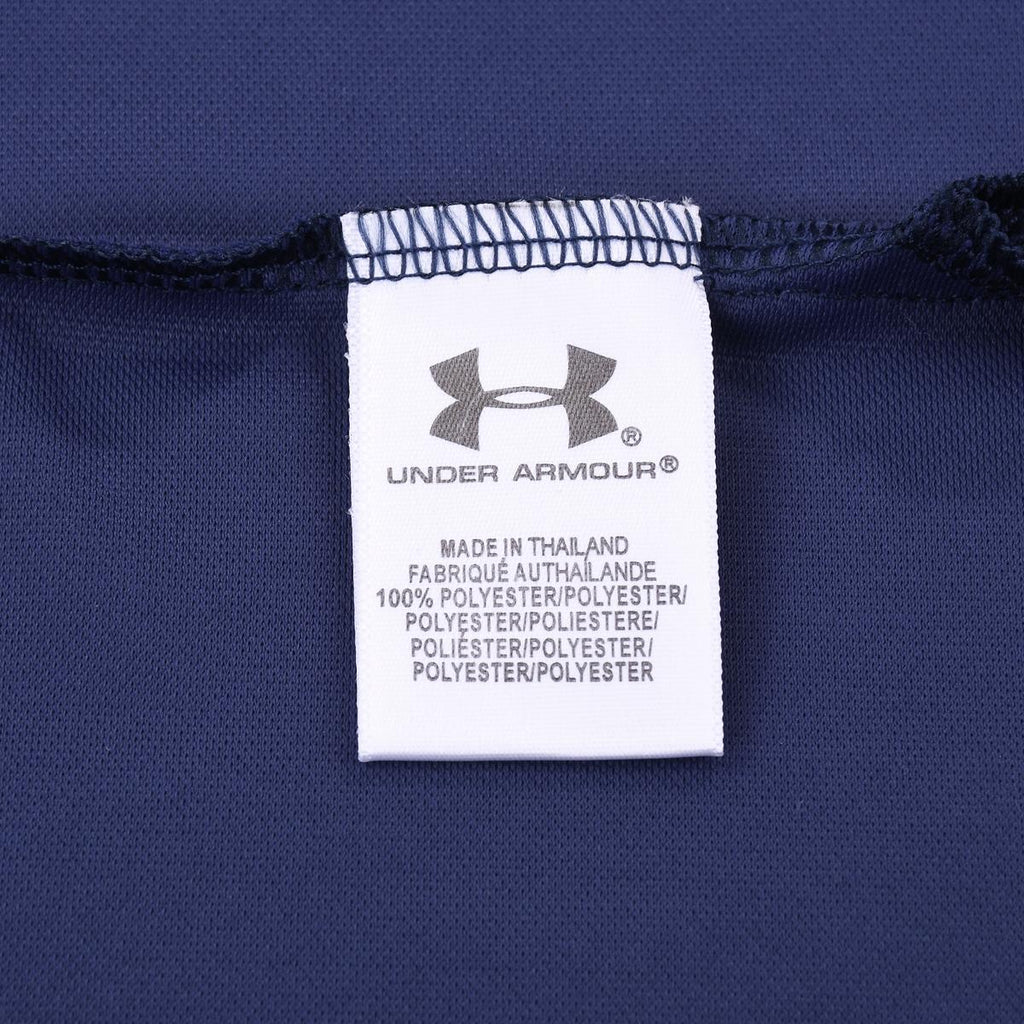 ®
UNDER ARMOUR®
MADE IN THAILAND
FABRIQUÉ AUTHAÏLANDE
100% POLYESTER/POLYESTER/
POLYESTER/POLIESTERE/
POLIÉSTER/POLYESTER/
POLYESTER/POLYESTER